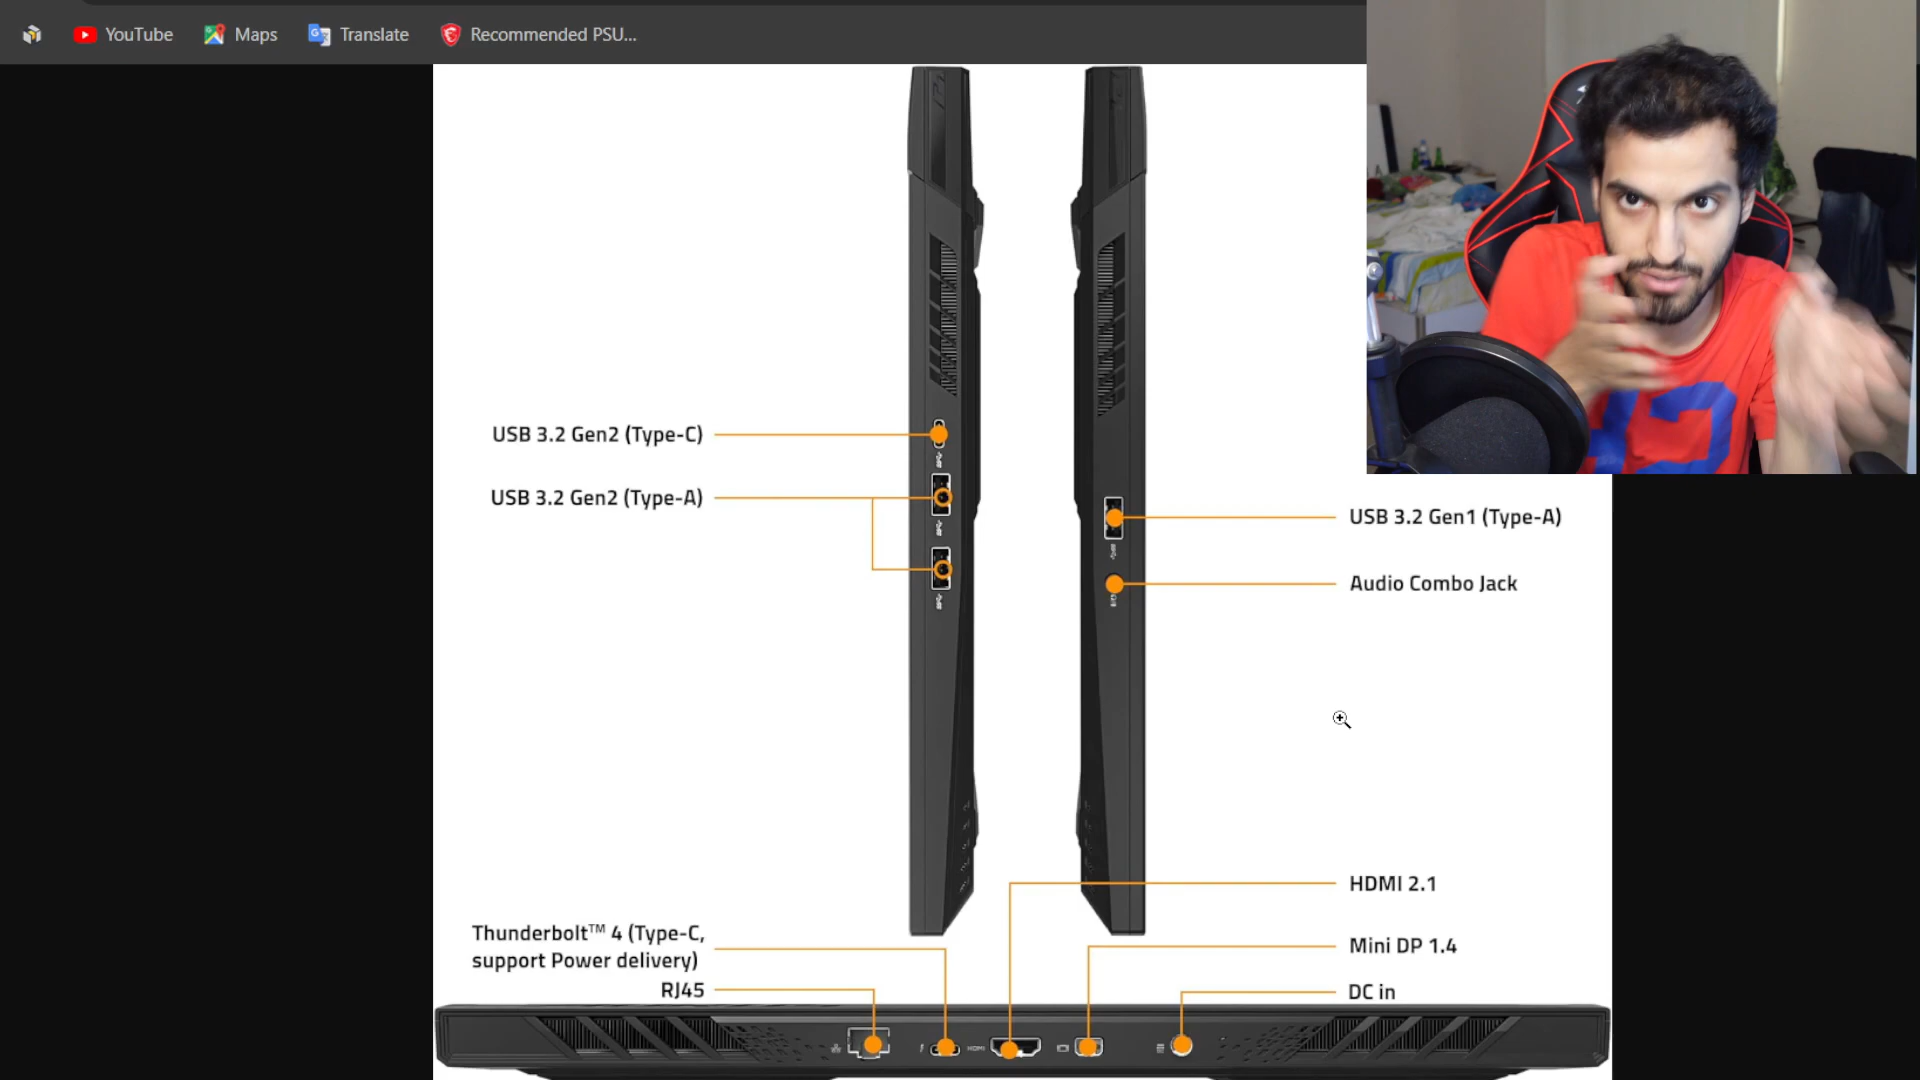 YouTube
Maps
Translate
Recommended PSU...
USB 3.2 Gen2 (Type-C)
USB 3.2 Gen2 (Type-A)
USB 3.2 Gen1 (Type-A)
Audio Combo Jack
HDMI 2.1
Thunderbolt™ 4 (Type-C,
support Power delivery)
Mini DP 1.4
RJ45
DC in
HDMI